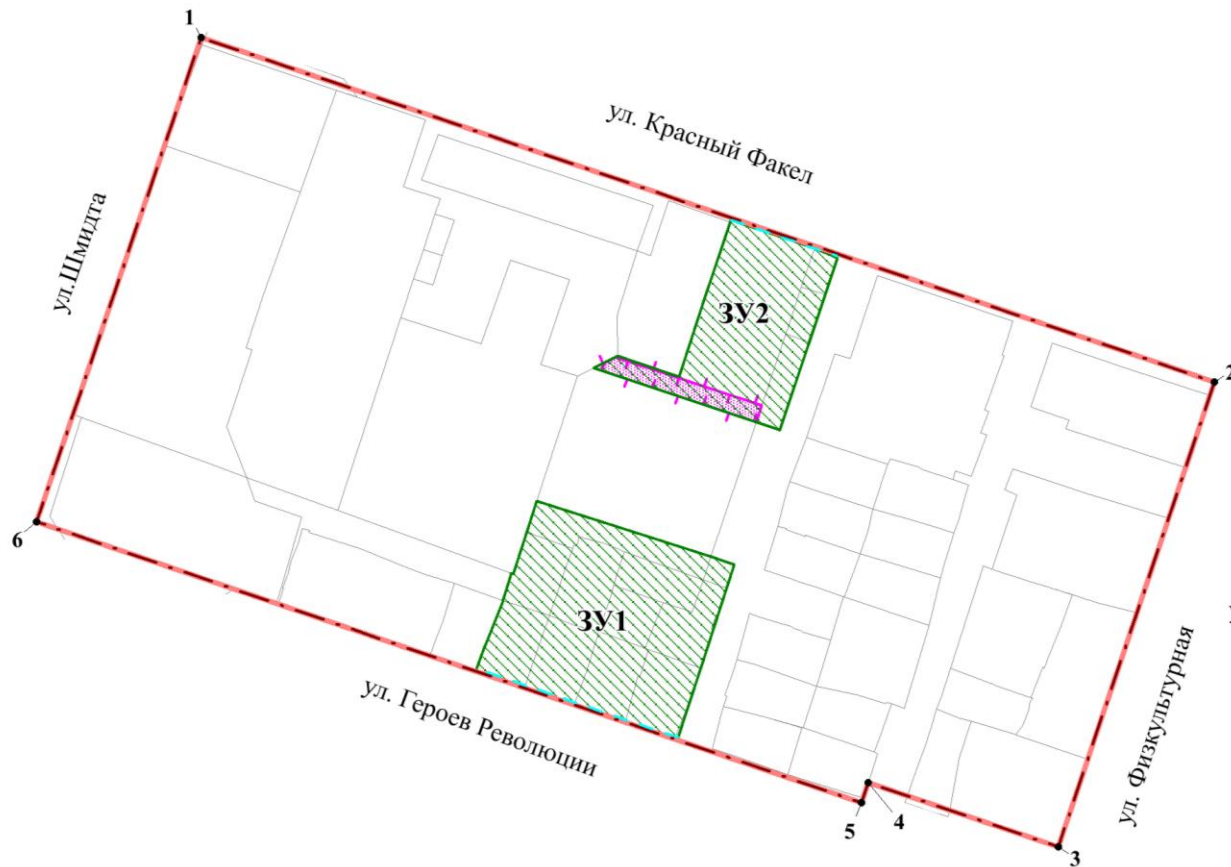 1
ул. Красный Факел
ул.Шмидта
ЗУ2
2
6
ЗУ1
ул. Героев Революции
ул. Физкультурная
5
4
3